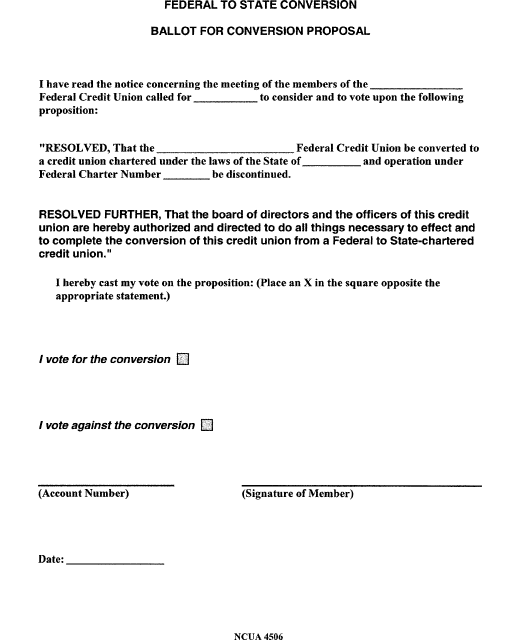 FEDERAL TO STATE CONVERSION
BALLOT FOR CONVERSION PROPOSAL
I have read the notice concerning the meeting of the members of the ________________
Federal Credit Union called for ___________ to consider and to vote upon the following
proposition:
"RESOLVED, That the ________________________ Federal Credit Union be converted to
a credit union chartered under the laws of the State of __________ and operation under
Federal Charter Number ________ be discontinued.
RESOLVED FURTHER, That the board of directors and the officers of this credit
union are hereby authorized and directed to do all things necessary to effect and
to complete the conversion of this credit union from a Federal to State-chartered
credit union."
I hereby cast my vote on the proposition: (Place an X in the square opposite the
appropriate statement.)
I vote for the conversion
I vote against the conversion
(Account Number) (Signature of Member)
Date: _________________
NCUA 4506